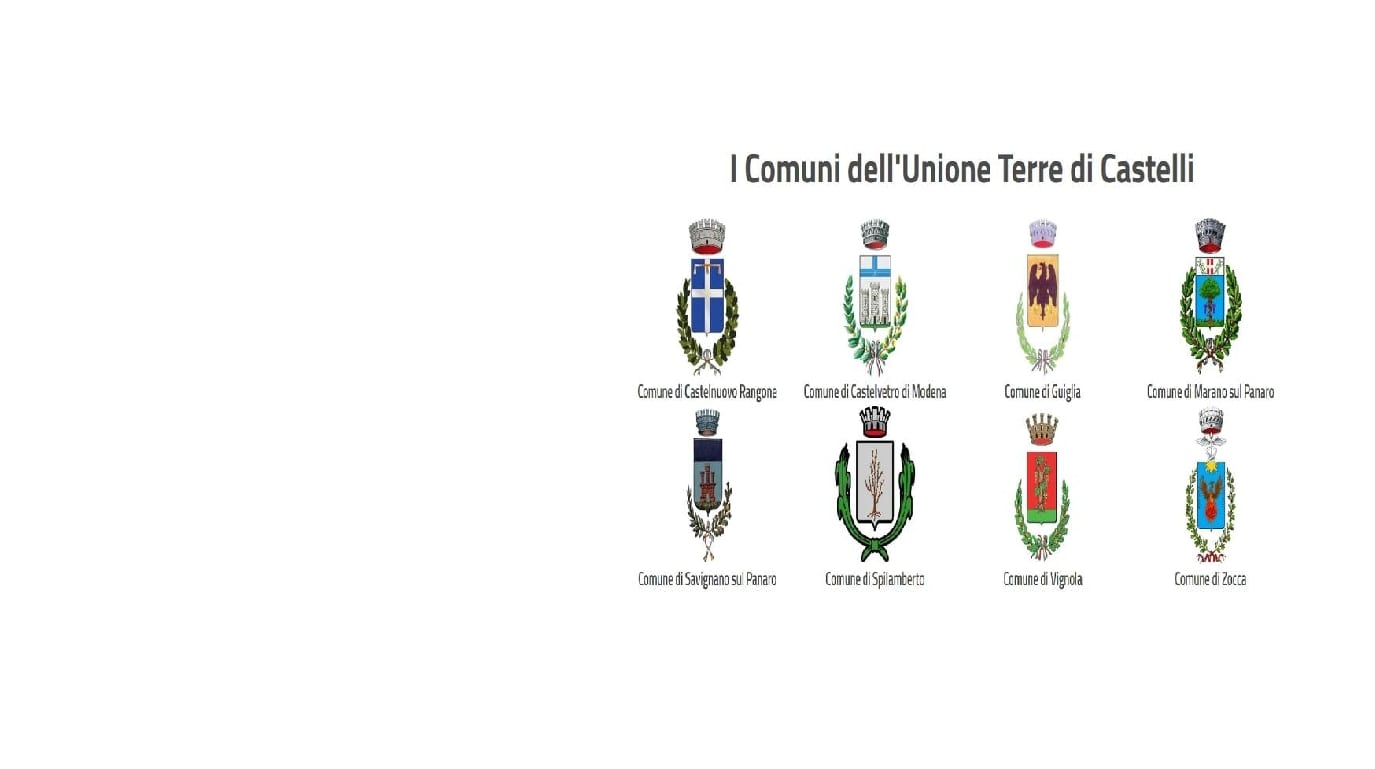 I Comuni dell'Unione Terre di Castelli
Comune di Castelnuovo Rangone
Comune di Castelvetro di Modena
Comune di Guiglia
Comune di Marano sul Panaro
Comune di Savignano sul Panaro
Comune di Spilamberto
Comune di Vignola
Comune di Zocca